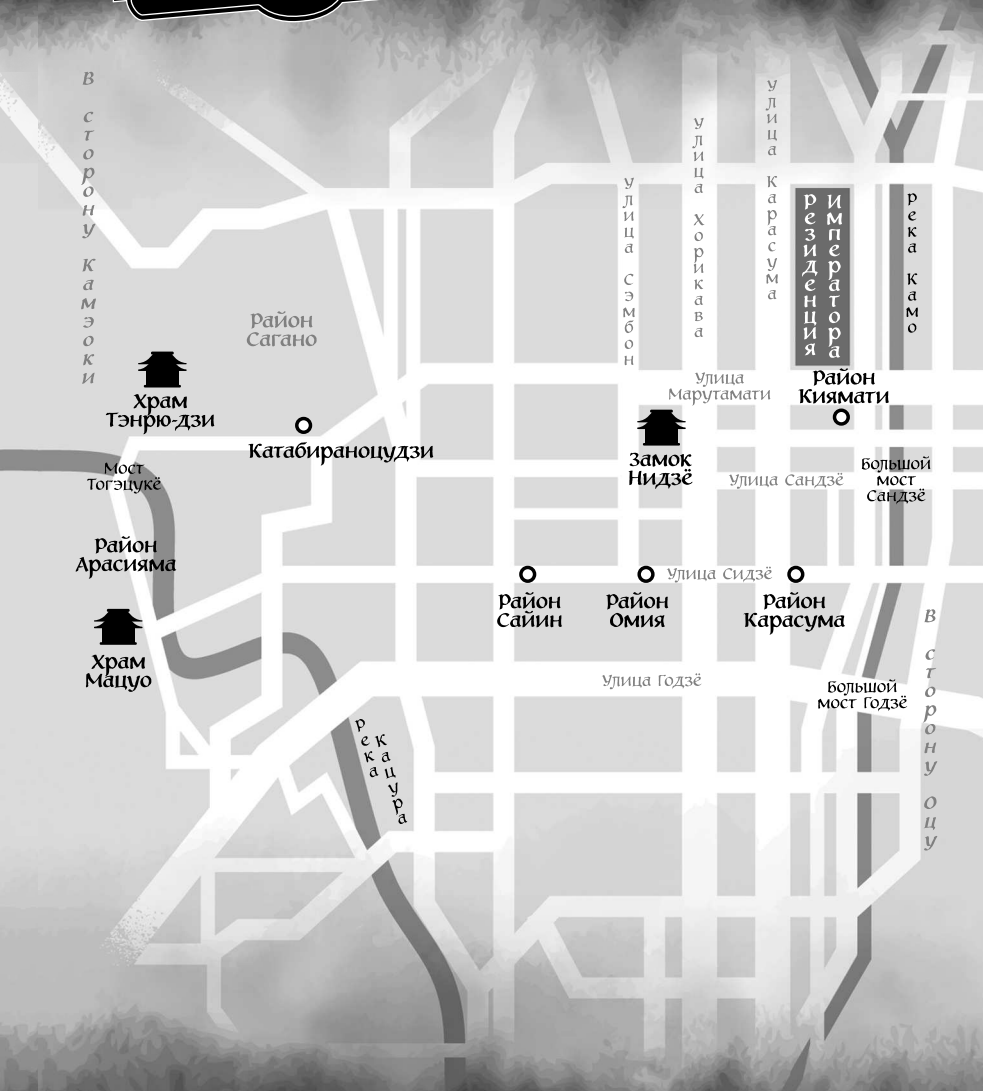 В сторону Камэоки
Улица Карасума
Улица Хорикава
Улица Сэмбон
Резиденция
Императора
река Камо
Район
Сагано
Храм
Тэнрю-дзи
Катабираноцудзи
Улица
Марутамати
Район
Киямати
Замок
Нидзё
Мост
Тогэцукё
Улица Сандзё
Большой
мост
Сандзё
Район
Арасияма
Улица Сидзё
Район
Сайин
Район
Омия
Район
Карасума
Храм
Мацуо
Улица Годзё
Большой
мост Годзё
В сторону Оцу
река
Кацура